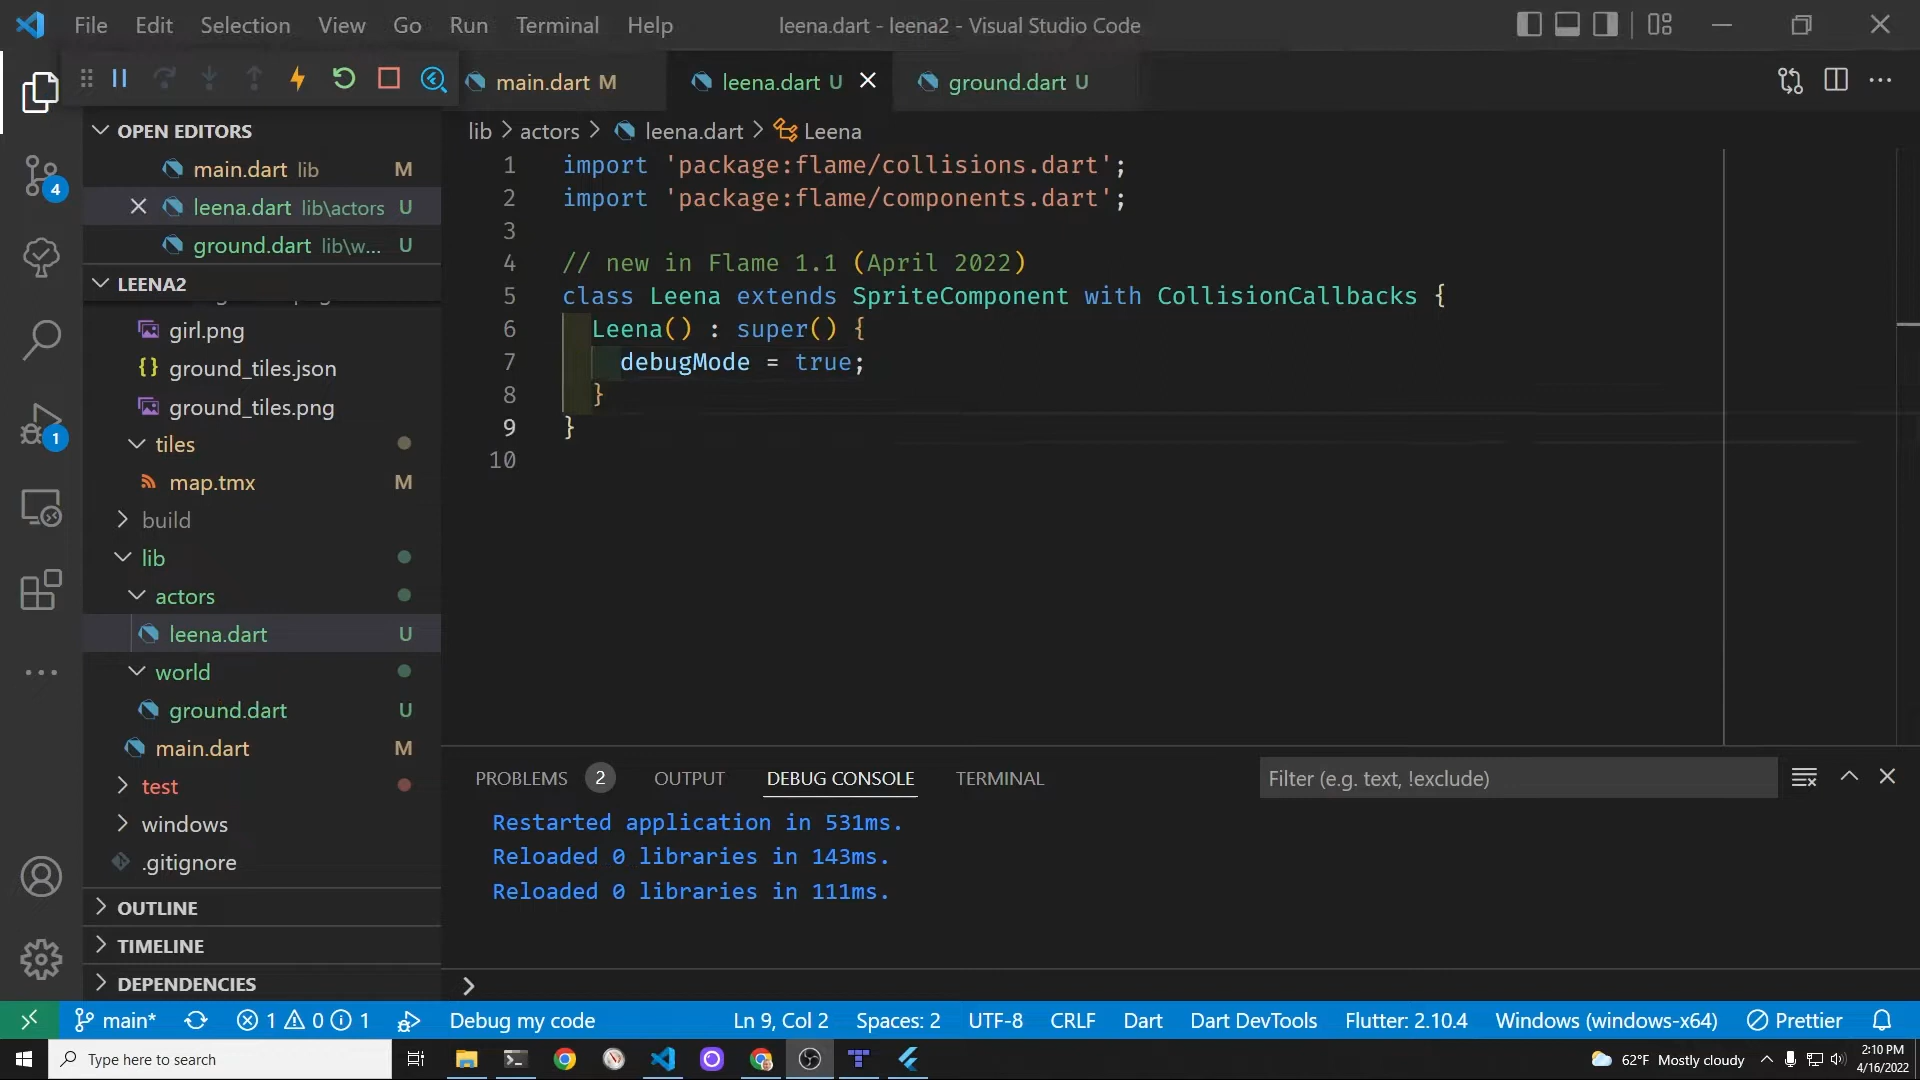 File Edit Selection View Go Run Terminal Help leena.dart - leena2 - Visual Studio Code
main.dart M leena.dart U ground.dart U
OPEN EDITORS
main.dart lib M
leena.dart lib\actors U
ground.dart lib\w... U
LEENA2
girl.png
ground_tiles.json
ground_tiles.png
tiles
map.tmx M
build
lib
actors
leena.dart U
world
ground.dart U
main.dart M
test
windows
.gitignore
OUTLINE
TIMELINE
DEPENDENCIES
4
1
lib > actors > leena.dart > Leena
1 import 'package:flame/collisions.dart';
2 import 'package:flame/components.dart';
3
4 // new in Flame 1.1 (April 2022)
5 class Leena extends SpriteComponent with CollisionCallbacks {
6 Leena() : super() {
7 debugMode = true;
8 }
9 }
10
PROBLEMS 2 OUTPUT DEBUG CONSOLE TERMINAL Filter (e.g. text, !exclude)
Restarted application in 531ms.
Reloaded 0 libraries in 143ms.
Reloaded 0 libraries in 111ms.
main* 1 0 1 Debug my code Ln 9, Col 2 Spaces: 2 UTF-8 CRLF Dart Dart DevTools Flutter: 2.10.4 Windows (windows-x64) Prettier
Type here to search 62°F Mostly cloudy 2:10 PM
4/16/2022